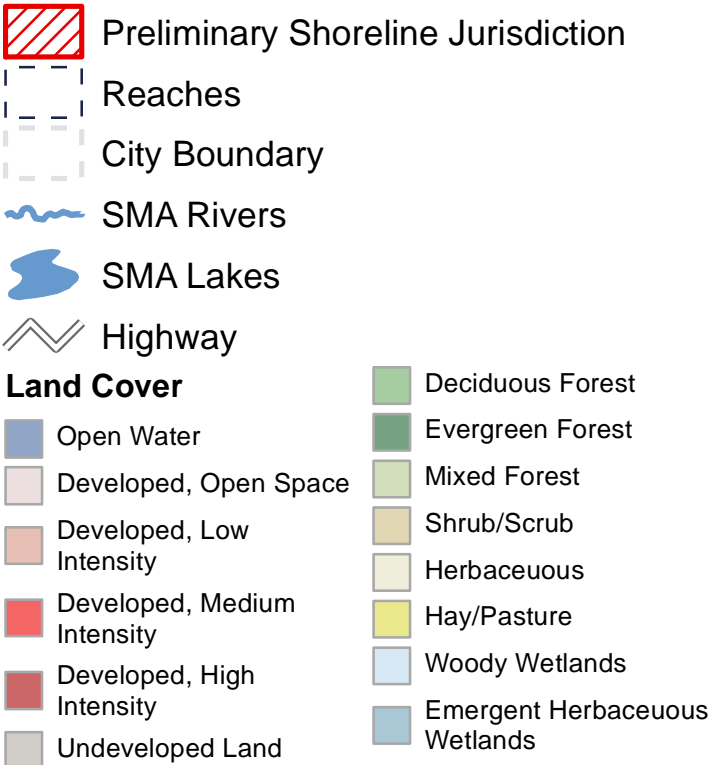 Preliminary Shoreline Jurisdiction
Reaches
City Boundary
SMA Rivers
SMA Lakes
Highway
Land Cover
Open Water
Developed, Open Space
Developed, Low
Intensity
Developed, Medium
Intensity
Developed, High
Intensity
Undeveloped Land
Deciduous Forest
Evergreen Forest
Mixed Forest
Shrub/Scrub
Herbaceuous
Hay/Pasture
Woody Wetlands
Emergent Herbaceuous
Wetlands